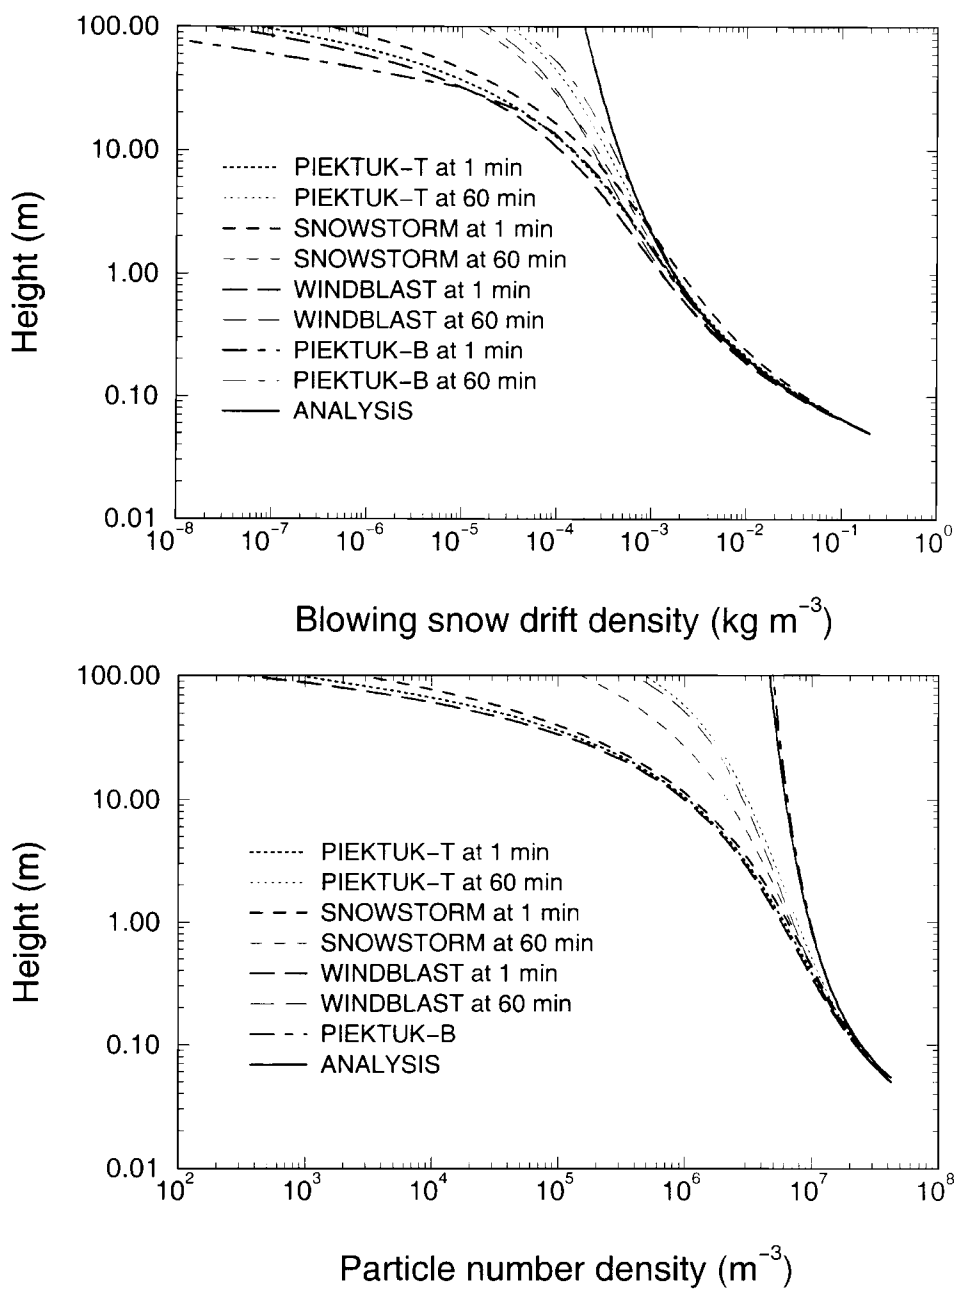 100.00
10.00
1.00
0.10
0.01
Height (m)
PIEKTUK−T at 1 min
PIEKTUK−T at 60 min
SNOWSTORM at 1 min
SNOWSTORM at 60 min
WINDBLAST at 1 min
WINDBLAST at 60 min
PIEKTUK−B at 1 min
PIEKTUK−B at 60 min
ANALYSIS
10⁻⁸ 10⁻⁷ 10⁻⁶ 10⁻⁵ 10⁻⁴ 10⁻³ 10⁻² 10⁻¹ 10⁰
Blowing snow drift density (kg m⁻³)
100.00
10.00
1.00
0.10
0.01
Height (m)
PIEKTUK−T at 1 min
PIEKTUK−T at 60 min
SNOWSTORM at 1 min
SNOWSTORM at 60 min
WINDBLAST at 1 min
WINDBLAST at 60 min
PIEKTUK−B
ANALYSIS
10² 10³ 10⁴ 10⁵ 10⁶ 10⁷ 10⁸
Particle number density (m⁻³)